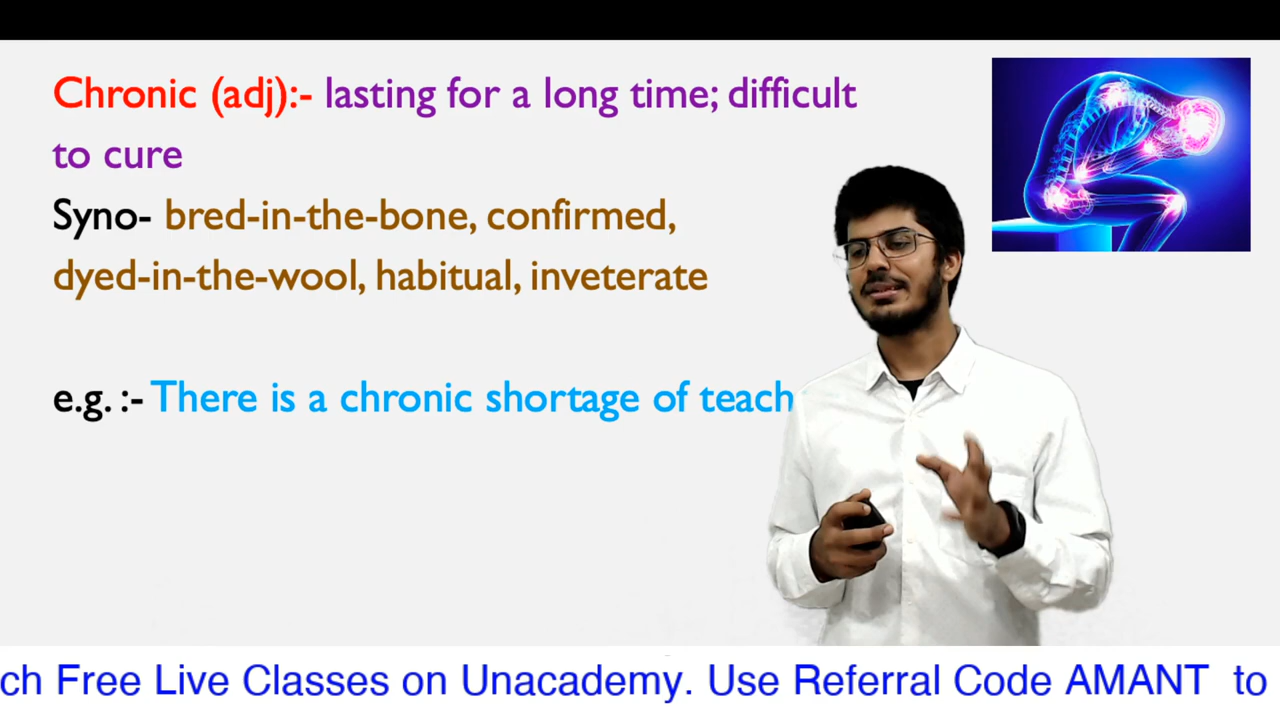 Chronic (adj):- lasting for a long time; difficult
to cure
Syno- bred-in-the-bone, confirmed,
dyed-in-the-wool, habitual, inveterate
e.g. :- There is a chronic shortage of teach
ch Free Live Classes on Unacademy. Use Referral Code AMANT to